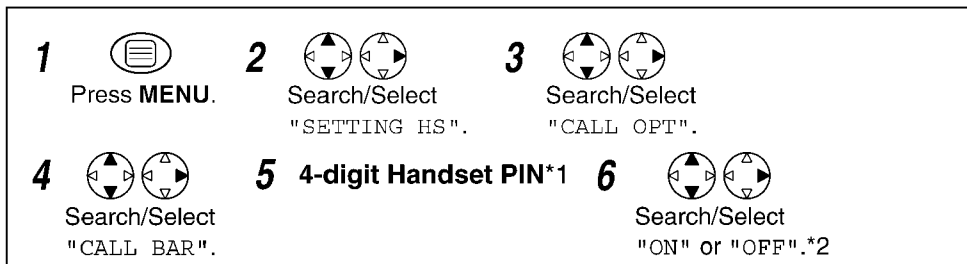 1
Press MENU.
2
Search/Select
"SETTING HS".
3
Search/Select
"CALL OPT".
4
Search/Select
"CALL BAR".
5 4-digit Handset PIN*1
6
Search/Select
"ON" or "OFF".*2